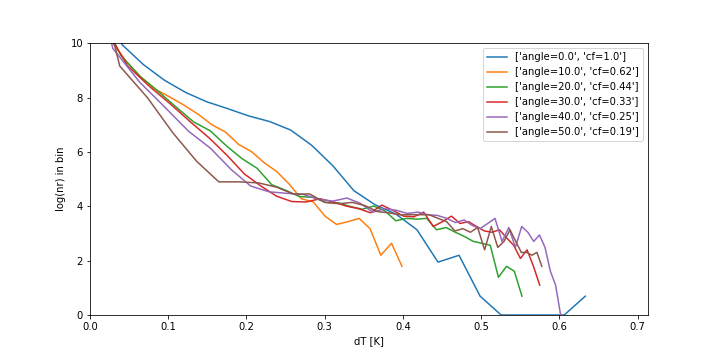 10
8
6
4
2
0
log(nr) in bin
0.0 0.1 0.2 0.3 0.4 0.5 0.6 0.7
dT [K]
['angle=0.0', 'cf=1.0']
['angle=10.0', 'cf=0.62']
['angle=20.0', 'cf=0.44']
['angle=30.0', 'cf=0.33']
['angle=40.0', 'cf=0.25']
['angle=50.0', 'cf=0.19']